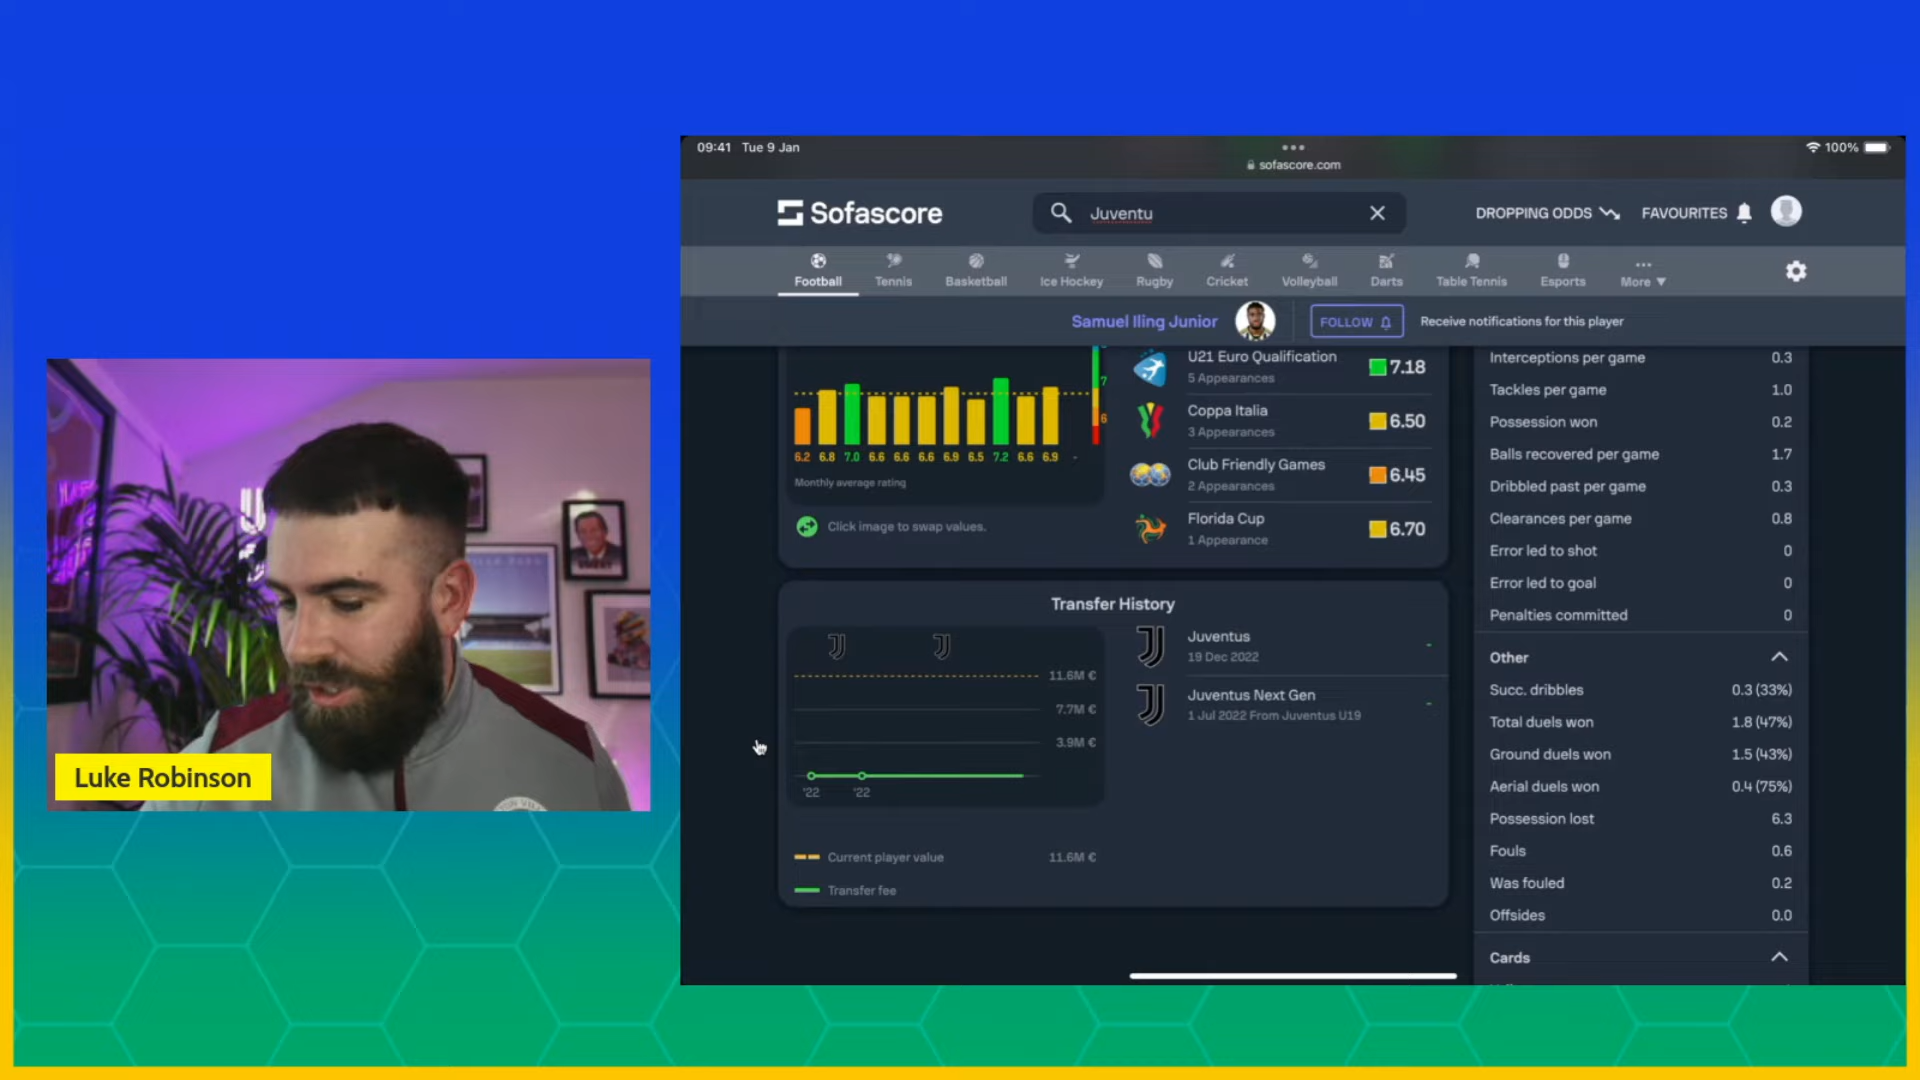 09:41 Tue 9 Jan
sofascore.com
100%
Sofascore
Juventu
DROPPING ODDS
FAVOURITES
Football
Tennis
Basketball
Ice Hockey
Rugby
Cricket
Volleyball
Darts
Table Tennis
Esports
More ▼
Samuel Iling Junior
FOLLOW
Receive notifications for this player
7
6
6.2 6.8 7.0 6.6 6.6 6.6 6.9 6.5 7.2 6.6 6.9 -
Monthly average rating
Click image to swap values.
U21 Euro Qualification
5 Appearances
7.18
Coppa Italia
3 Appearances
6.50
Club Friendly Games
2 Appearances
6.45
Florida Cup
1 Appearance
6.70
Transfer History
11.6M €
7.7M €
3.9M €
'22 '22
Current player value 11.6M €
Transfer fee
Juventus
19 Dec 2022
-
Juventus Next Gen
1 Jul 2022 From Juventus U19
-
Interceptions per game 0.3
Tackles per game 1.0
Possession won 0.2
Balls recovered per game 1.7
Dribbled past per game 0.3
Clearances per game 0.8
Error led to shot 0
Error led to goal 0
Penalties committed 0
Other
Succ. dribbles 0.3 (33%)
Total duels won 1.8 (47%)
Ground duels won 1.5 (43%)
Aerial duels won 0.4 (75%)
Possession lost 6.3
Fouls 0.6
Was fouled 0.2
Offsides 0.0
Cards
Luke Robinson